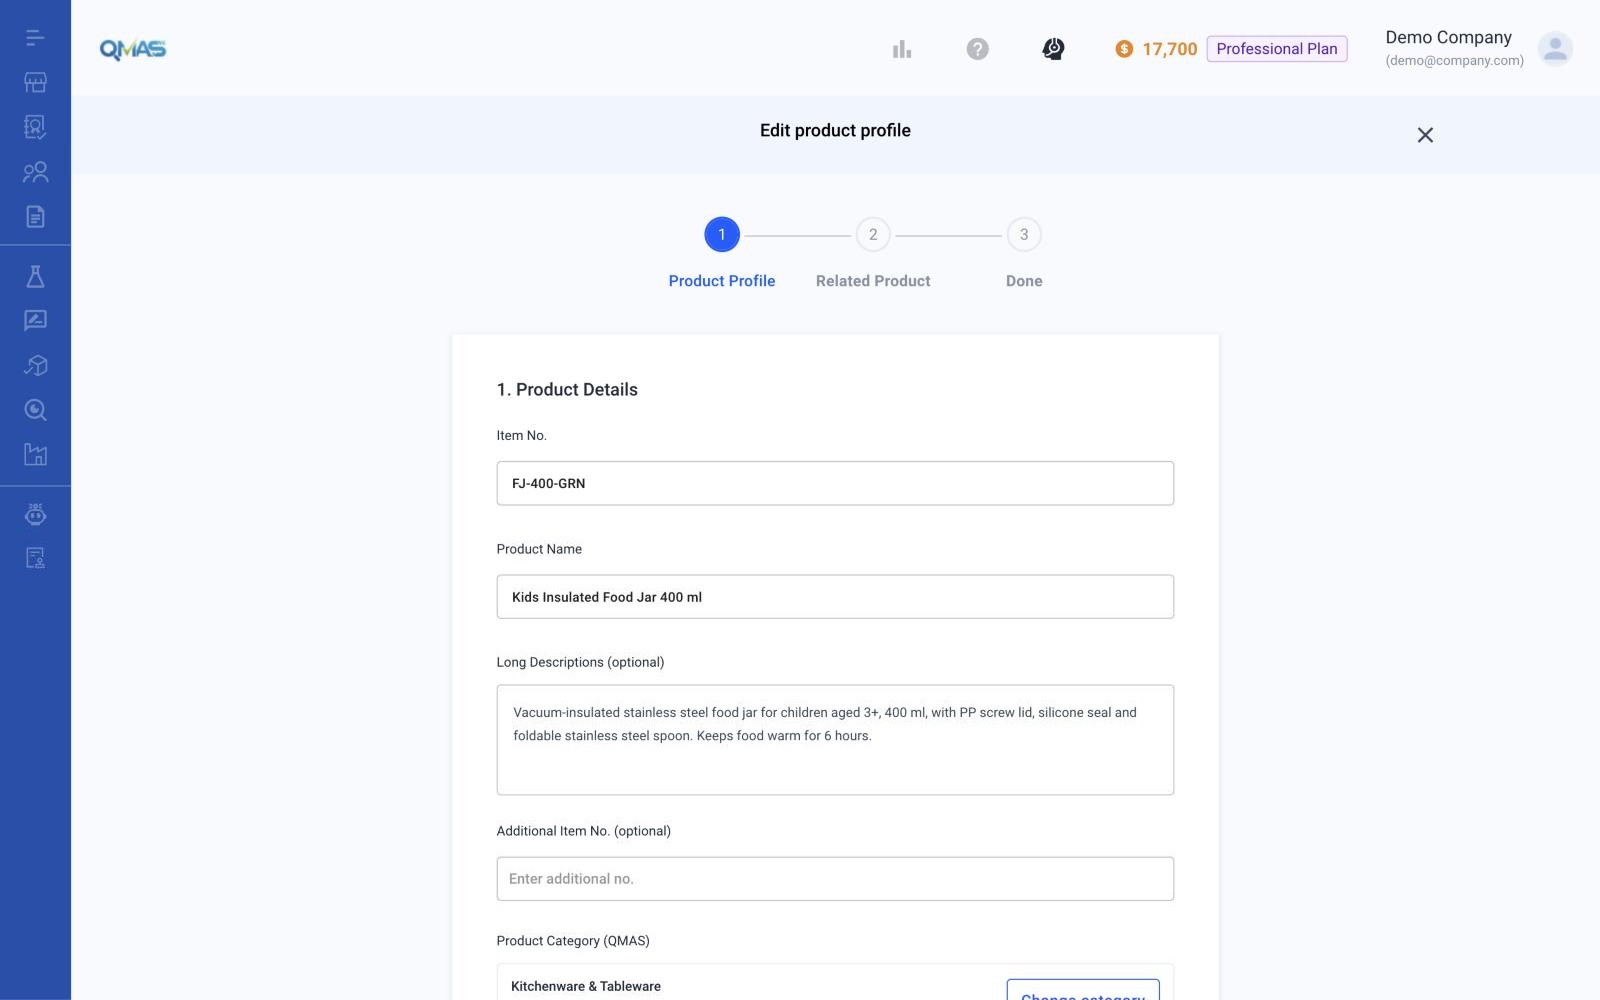 QMAS
17,700
Professional Plan
Demo Company
(demo@company.com)
Edit product profile
1
2
3
Product Profile
Related Product
Done
1. Product Details
Item No.
FJ-400-GRN
Product Name
Kids Insulated Food Jar 400 ml
Long Descriptions (optional)
Vacuum-insulated stainless steel food jar for children aged 3+, 400 ml, with PP screw lid, silicone seal and
foldable stainless steel spoon. Keeps food warm for 6 hours.
Additional Item No. (optional)
Enter additional no.
Product Category (QMAS)
Kitchenware & Tableware
Change category